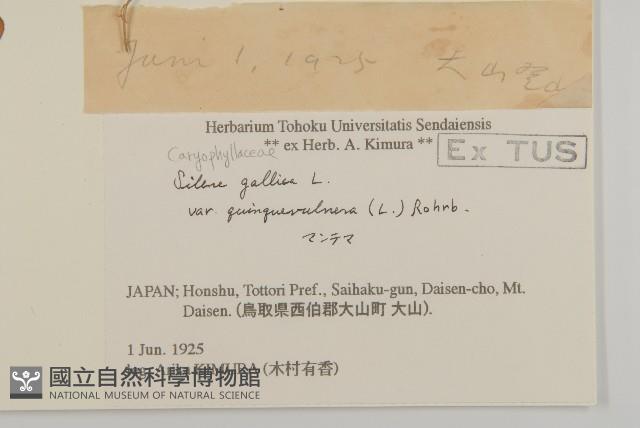 Juni 1, 1925 大山
Herbarium Tohoku Universitatis Sendaiensis
** ex Herb. A. Kimura **
Ex TUS
Caryophyllaceae
Silene gallica L.
var. quinquevulnera (L.) Rohrb.
マンテマ
JAPAN; Honshu, Tottori Pref., Saihaku-gun, Daisen-cho, Mt.
Daisen. (鳥取県西伯郡大山町 大山).
1 Jun. 1925
Arika KIMURA (木村有香)
國立自然科學博物館
NATIONAL MUSEUM OF NATURAL SCIENCE